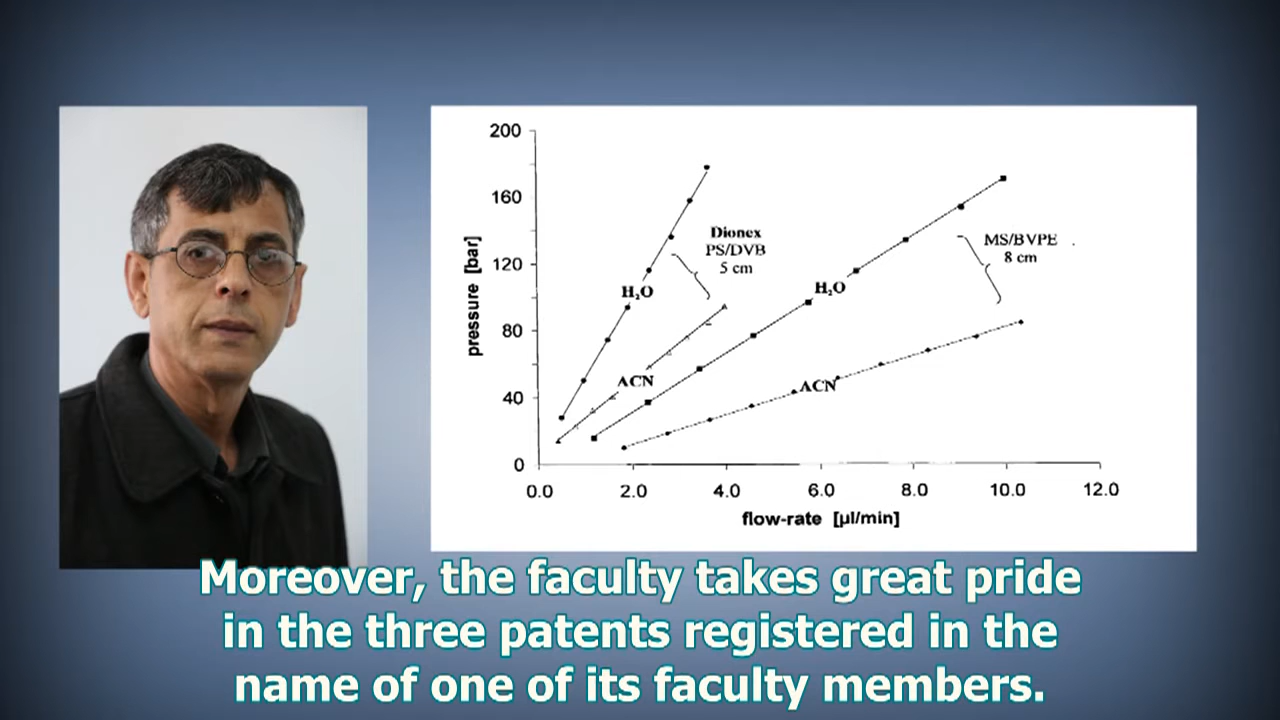 200
160
120
80
40
0
pressure [bar]
0.0 2.0 4.0 6.0 8.0 10.0 12.0
flow-rate [µl/min]
Dionex
PS/DVB
5 cm
H₂O
ACN
MS/BVPE
8 cm
H₂O
ACN
Moreover, the faculty takes great pride
in the three patents registered in the
name of one of its faculty members.